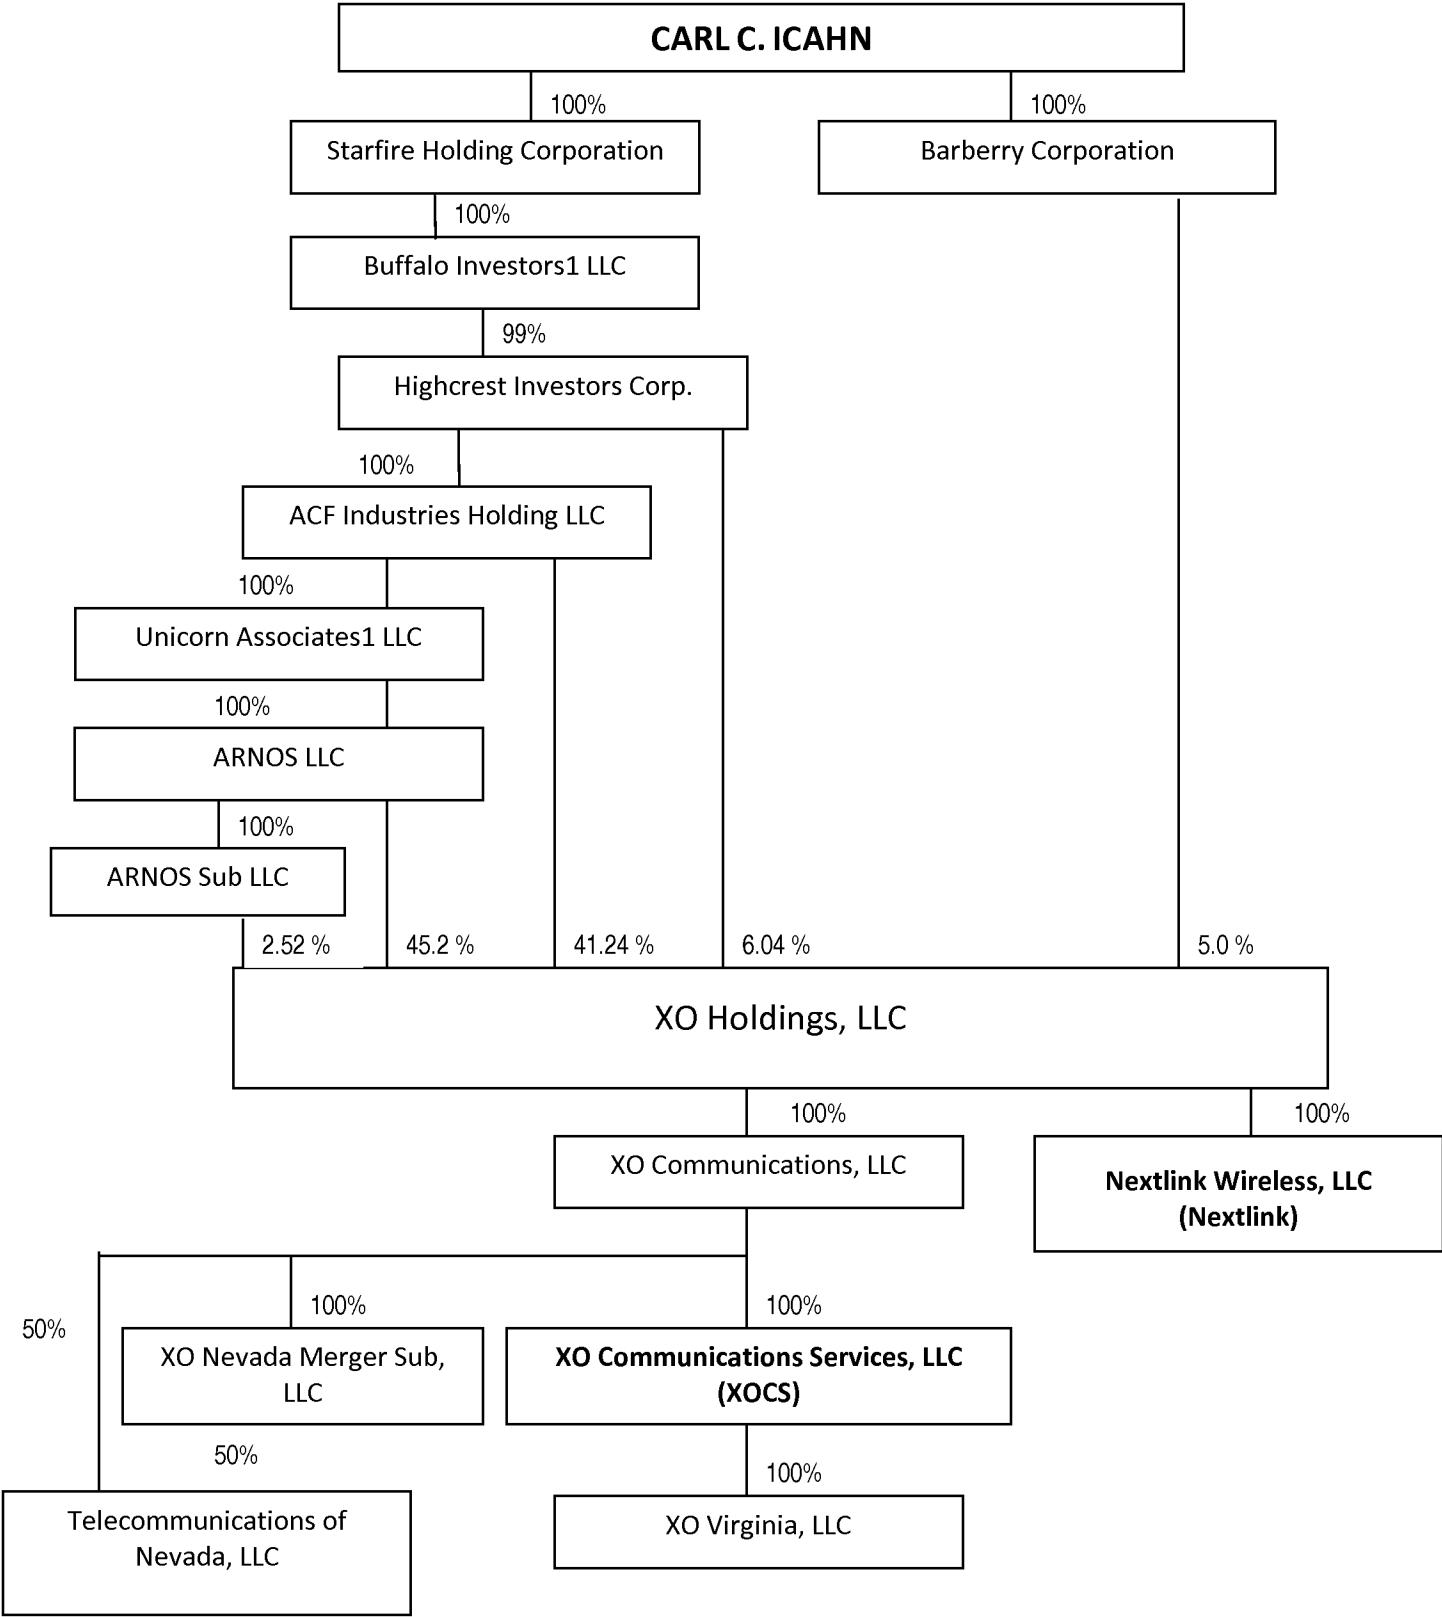 CARL C. ICAHN
100%
100%
Starfire Holding Corporation
Barberry Corporation
100%
Buffalo Investors1 LLC
99%
Highcrest Investors Corp.
100%
ACF Industries Holding LLC
100%
Unicorn Associates1 LLC
100%
ARNOS LLC
100%
ARNOS Sub LLC
2.52 %
45.2 %
41.24 %
6.04 %
5.0 %
XO Holdings, LLC
100%
100%
XO Communications, LLC
Nextlink Wireless, LLC
(Nextlink)
50%
100%
100%
XO Nevada Merger Sub,
LLC
XO Communications Services, LLC
(XOCS)
50%
100%
Telecommunications of
Nevada, LLC
XO Virginia, LLC